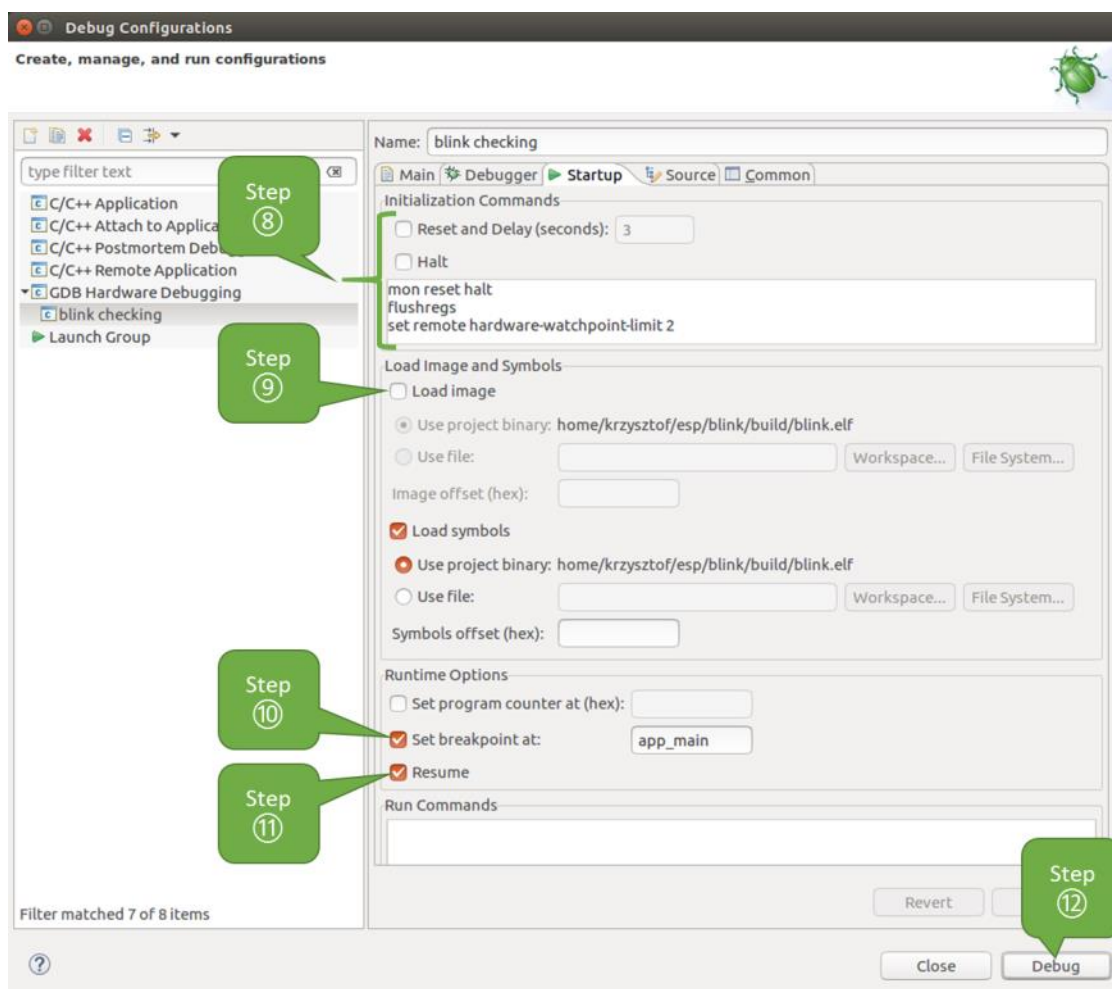 Debug Configurations
Create, manage, and run configurations
type filter text
C/C++ Application
C/C++ Attach to Applica
C/C++ Postmortem Debu
C/C++ Remote Application
GDB Hardware Debugging
blink checking
Launch Group
Filter matched 7 of 8 items
Step
⑧
Step
⑨
Step
⑩
Step
⑪
Name: blink checking
Main Debugger Startup Source Common
Initialization Commands
Reset and Delay (seconds): 3
Halt
mon reset halt
flushregs
set remote hardware-watchpoint-limit 2
Load Image and Symbols
Load image
Use project binary: home/krzysztof/esp/blink/build/blink.elf
Use file: Workspace... File System...
Image offset (hex):
Load symbols
Use project binary: home/krzysztof/esp/blink/build/blink.elf
Use file: Workspace... File System...
Symbols offset (hex):
Runtime Options
Set program counter at (hex):
Set breakpoint at: app_main
Resume
Run Commands
Step
⑫
Revert
? Close Debug